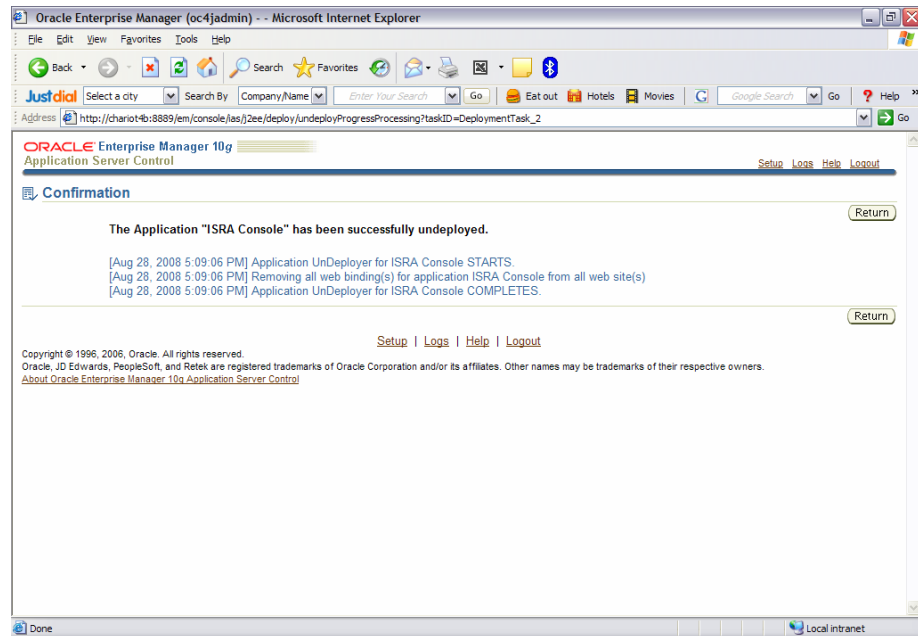 Oracle Enterprise Manager (oc4jadmin) - - Microsoft Internet Explorer
File Edit View Favorites Tools Help
Back Search Favorites
Justdial Select a city Search By Company/Name Enter Your Search Go Eat out Hotels Movies G Google Search Go ? Help »
Address http://chariot4b:8889/em/console/ias/j2ee/deploy/undeployProgressProcessing?taskID=DeploymentTask_2 Go
ORACLE Enterprise Manager 10g
Application Server Control
Setup Logs Help Logout
Confirmation
Return
The Application "ISRA Console" has been successfully undeployed.
[Aug 28, 2008 5:09:06 PM] Application UnDeployer for ISRA Console STARTS.
[Aug 28, 2008 5:09:06 PM] Removing all web binding(s) for application ISRA Console from all web site(s)
[Aug 28, 2008 5:09:06 PM] Application UnDeployer for ISRA Console COMPLETES.
Return
Setup | Logs | Help | Logout
Copyright © 1996, 2006, Oracle. All rights reserved.
Oracle, JD Edwards, PeopleSoft, and Retek are registered trademarks of Oracle Corporation and/or its affiliates. Other names may be trademarks of their respective owners.
About Oracle Enterprise Manager 10g Application Server Control
Done Local intranet